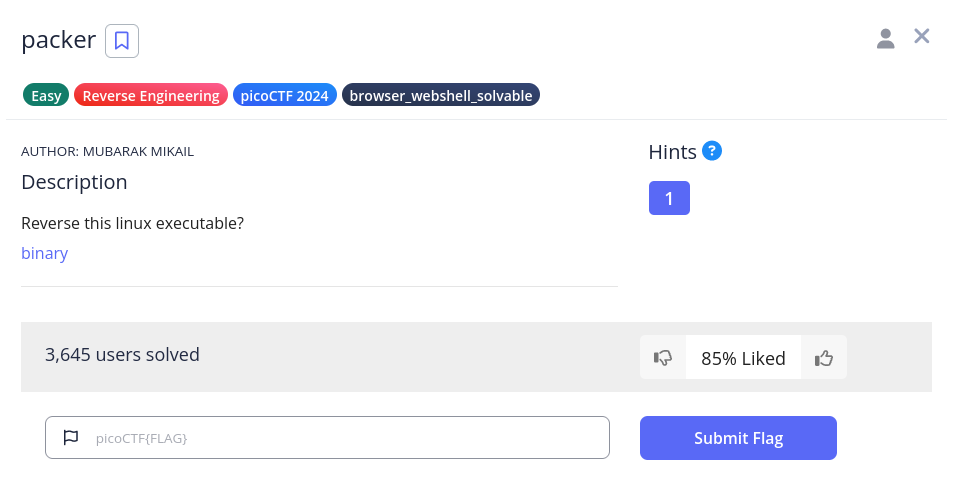 packer
Easy Reverse Engineering picoCTF 2024 browser_webshell_solvable
AUTHOR: MUBARAK MIKAIL
Description
Reverse this linux executable?
binary
Hints ?
1
3,645 users solved
85% Liked
picoCTF{FLAG}
Submit Flag